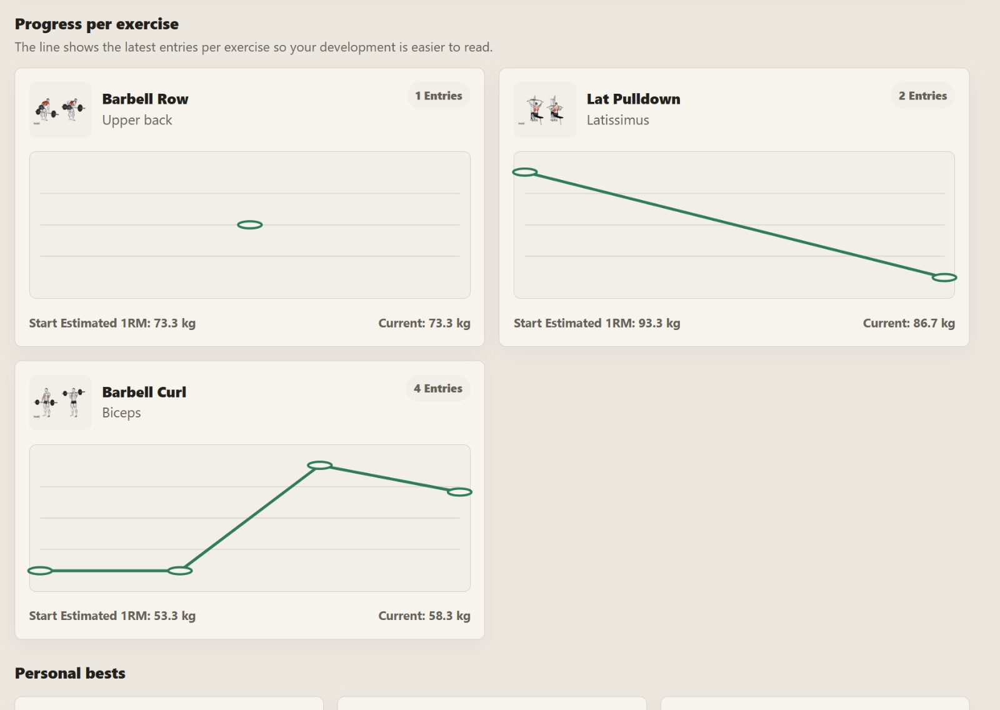 Progress per exercise
The line shows the latest entries per exercise so your development is easier to read.
Barbell Row
Upper back
1 Entries
Start Estimated 1RM: 73.3 kg
Current: 73.3 kg
Lat Pulldown
Latissimus
2 Entries
Start Estimated 1RM: 93.3 kg
Current: 86.7 kg
Barbell Curl
Biceps
4 Entries
Start Estimated 1RM: 53.3 kg
Current: 58.3 kg
Personal bests